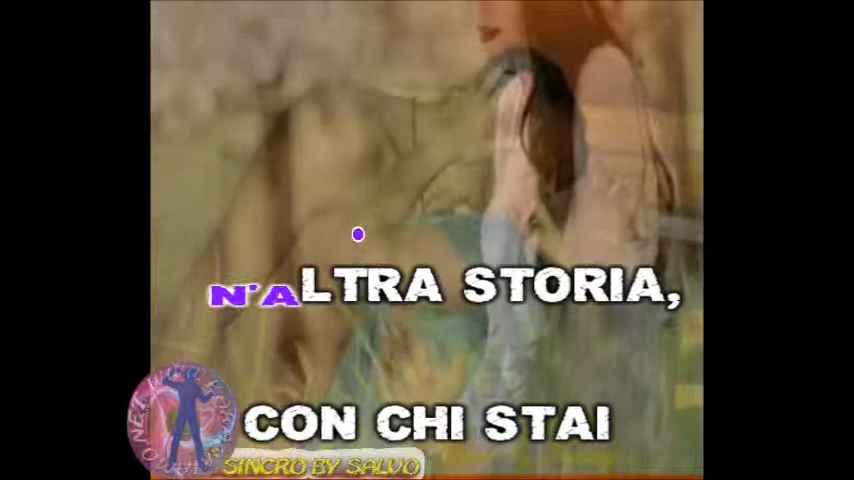 N'ALTRA STORIA,
CON CHI STAI
SINCRO BY SALVO